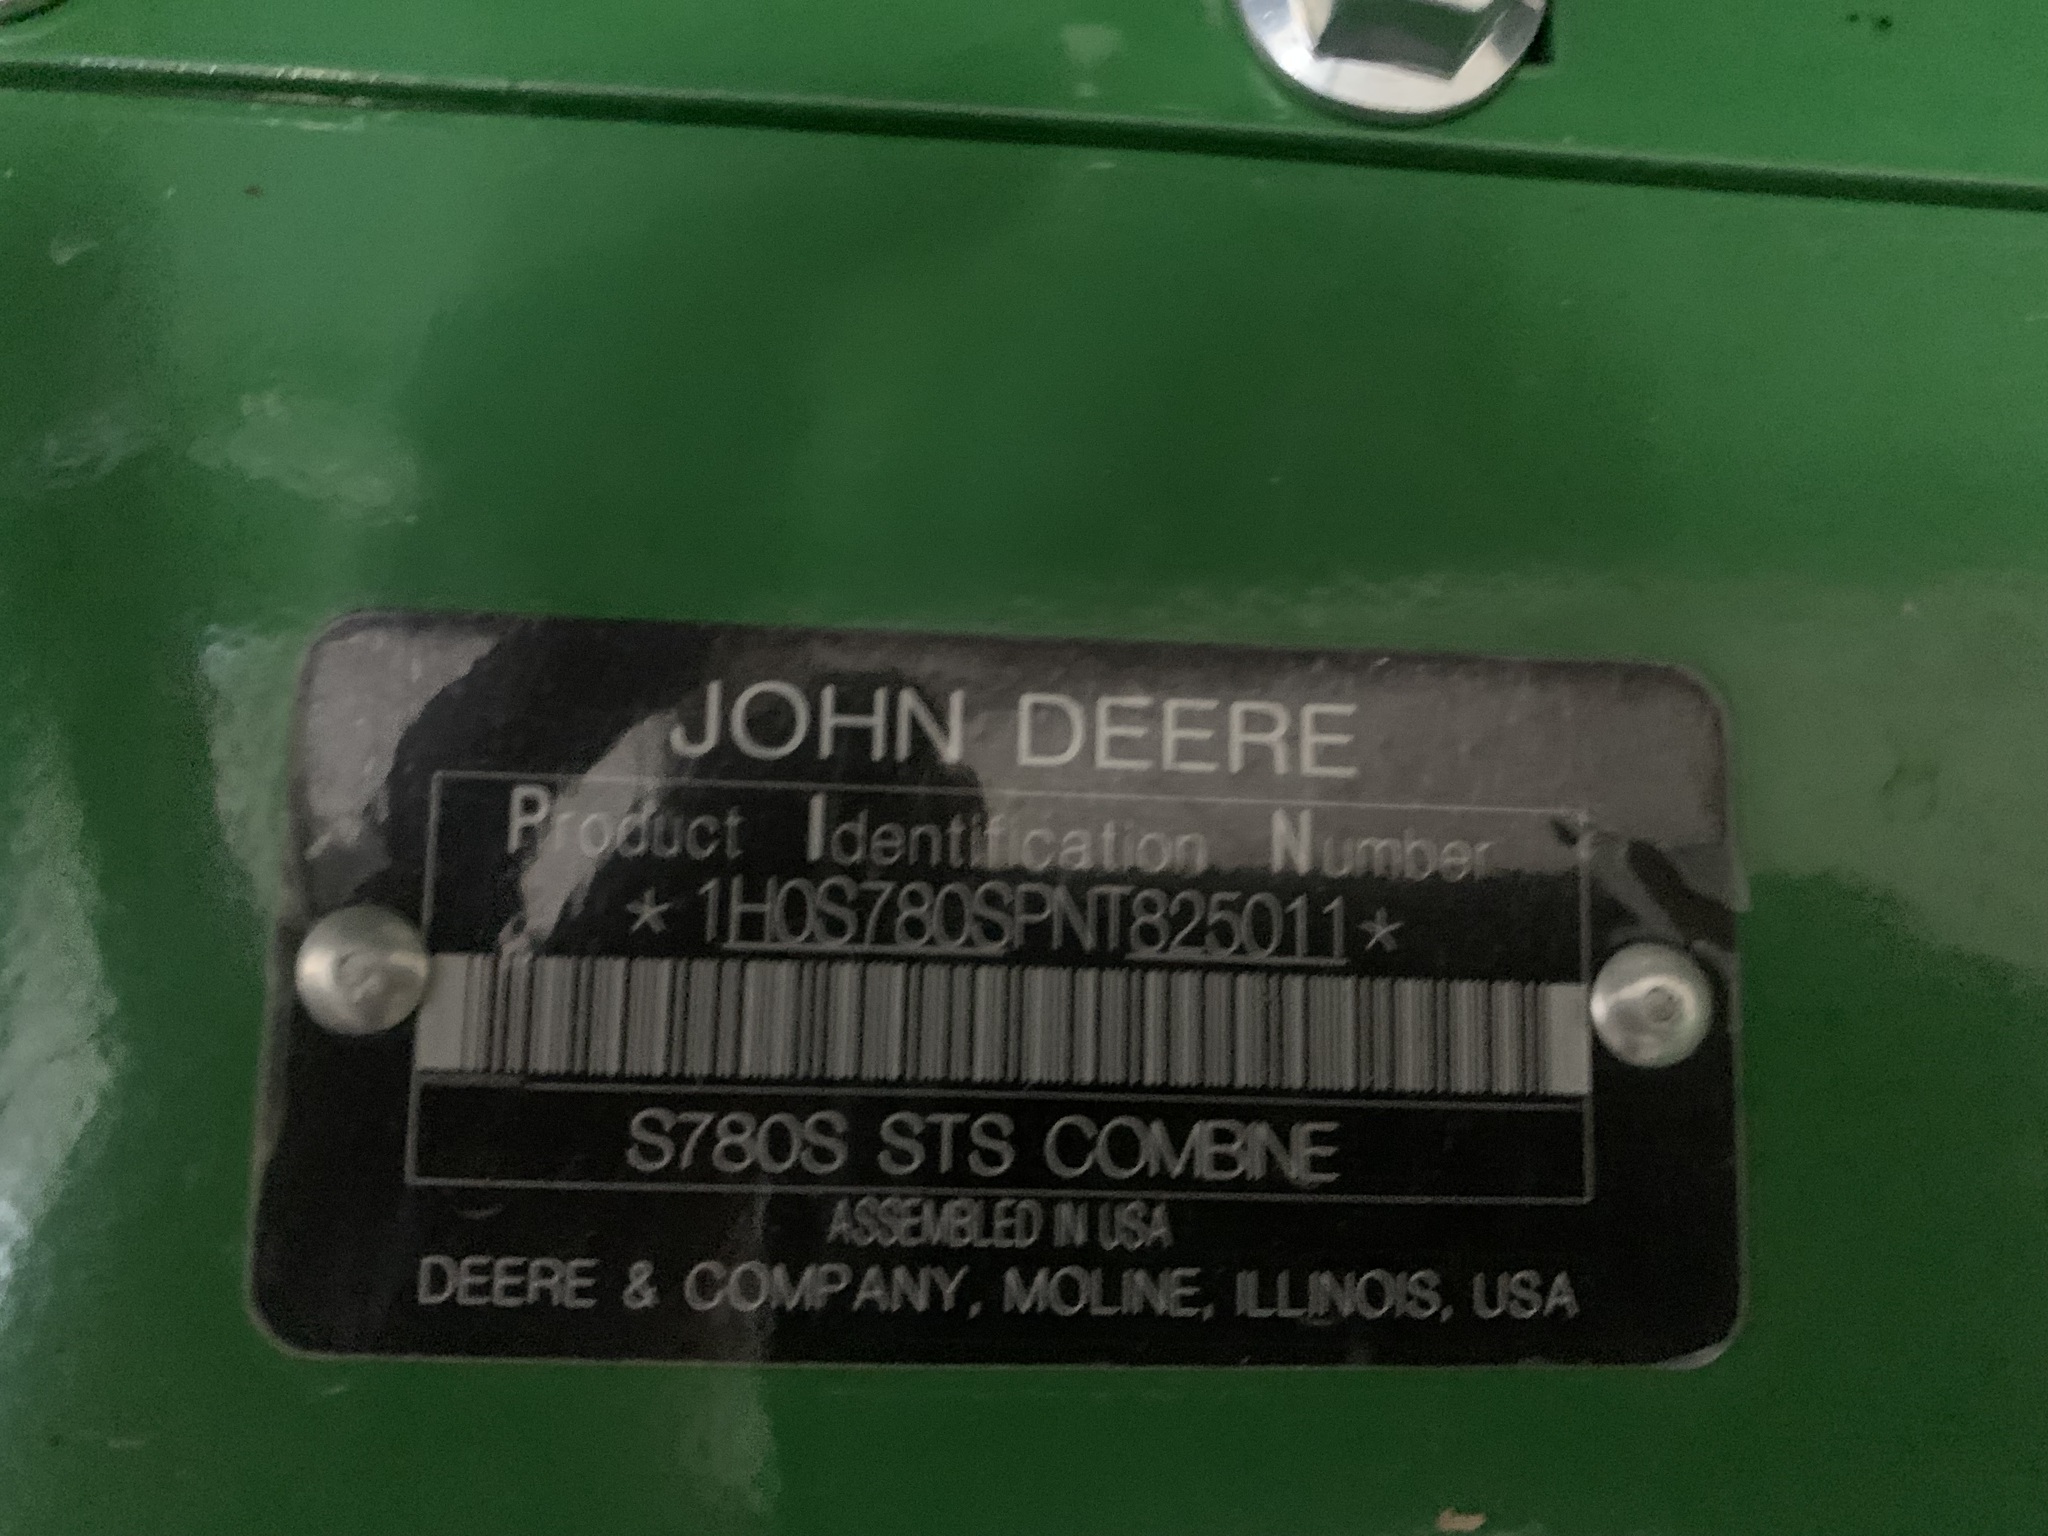 JOHN DEERE
Product Identification Number
* 1H0S780SPNT825011 *
S780S STS COMBINE
ASSEMBLED IN USA
DEERE & COMPANY, MOLINE, ILLINOIS, USA